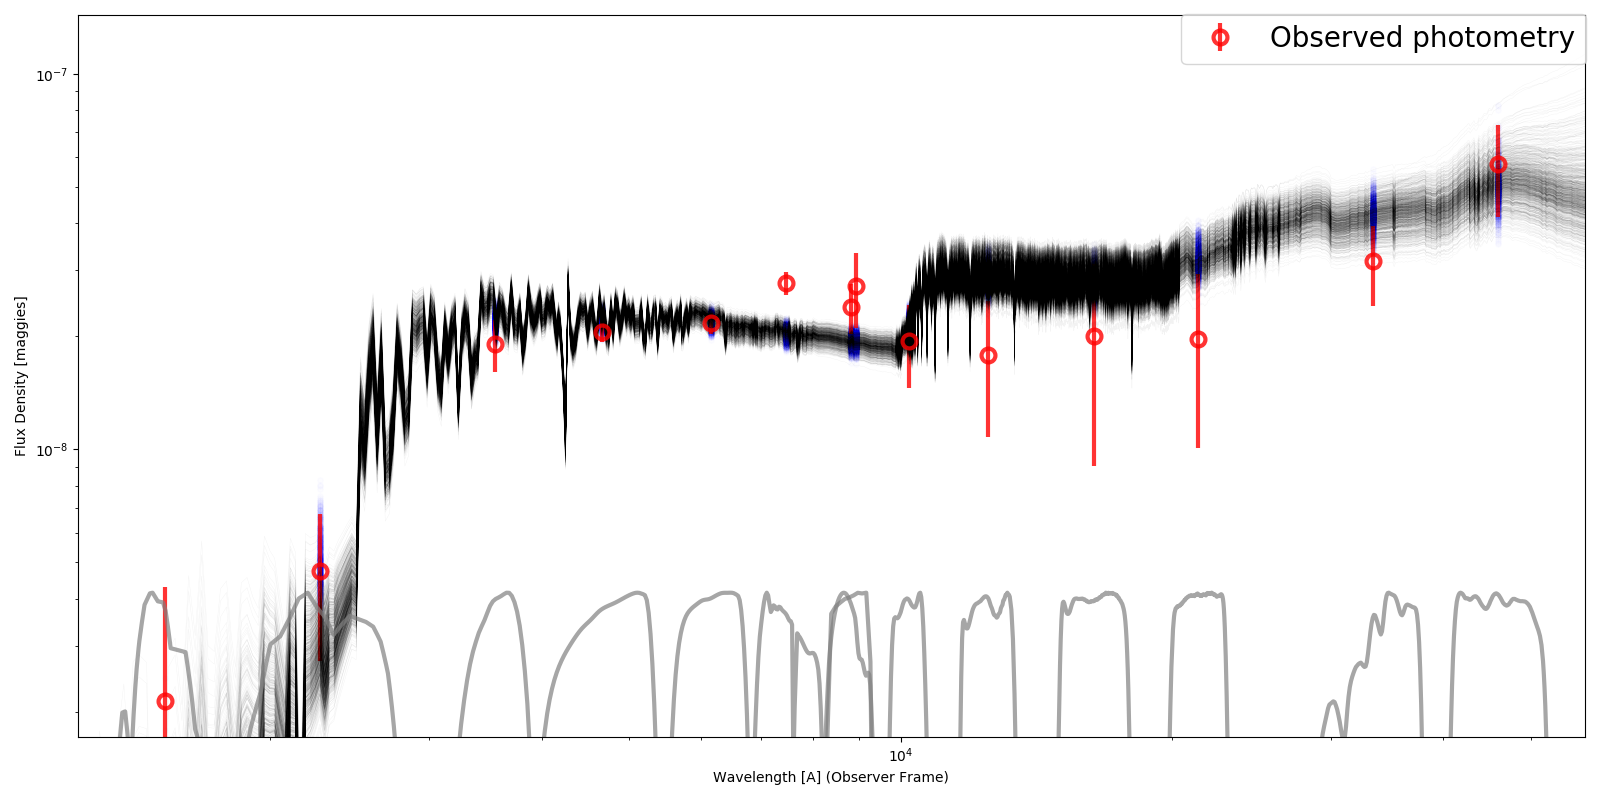 Observed photometry
10⁻⁷
10⁻⁸
Flux Density [maggies]
10⁴
Wavelength [A] (Observer Frame)